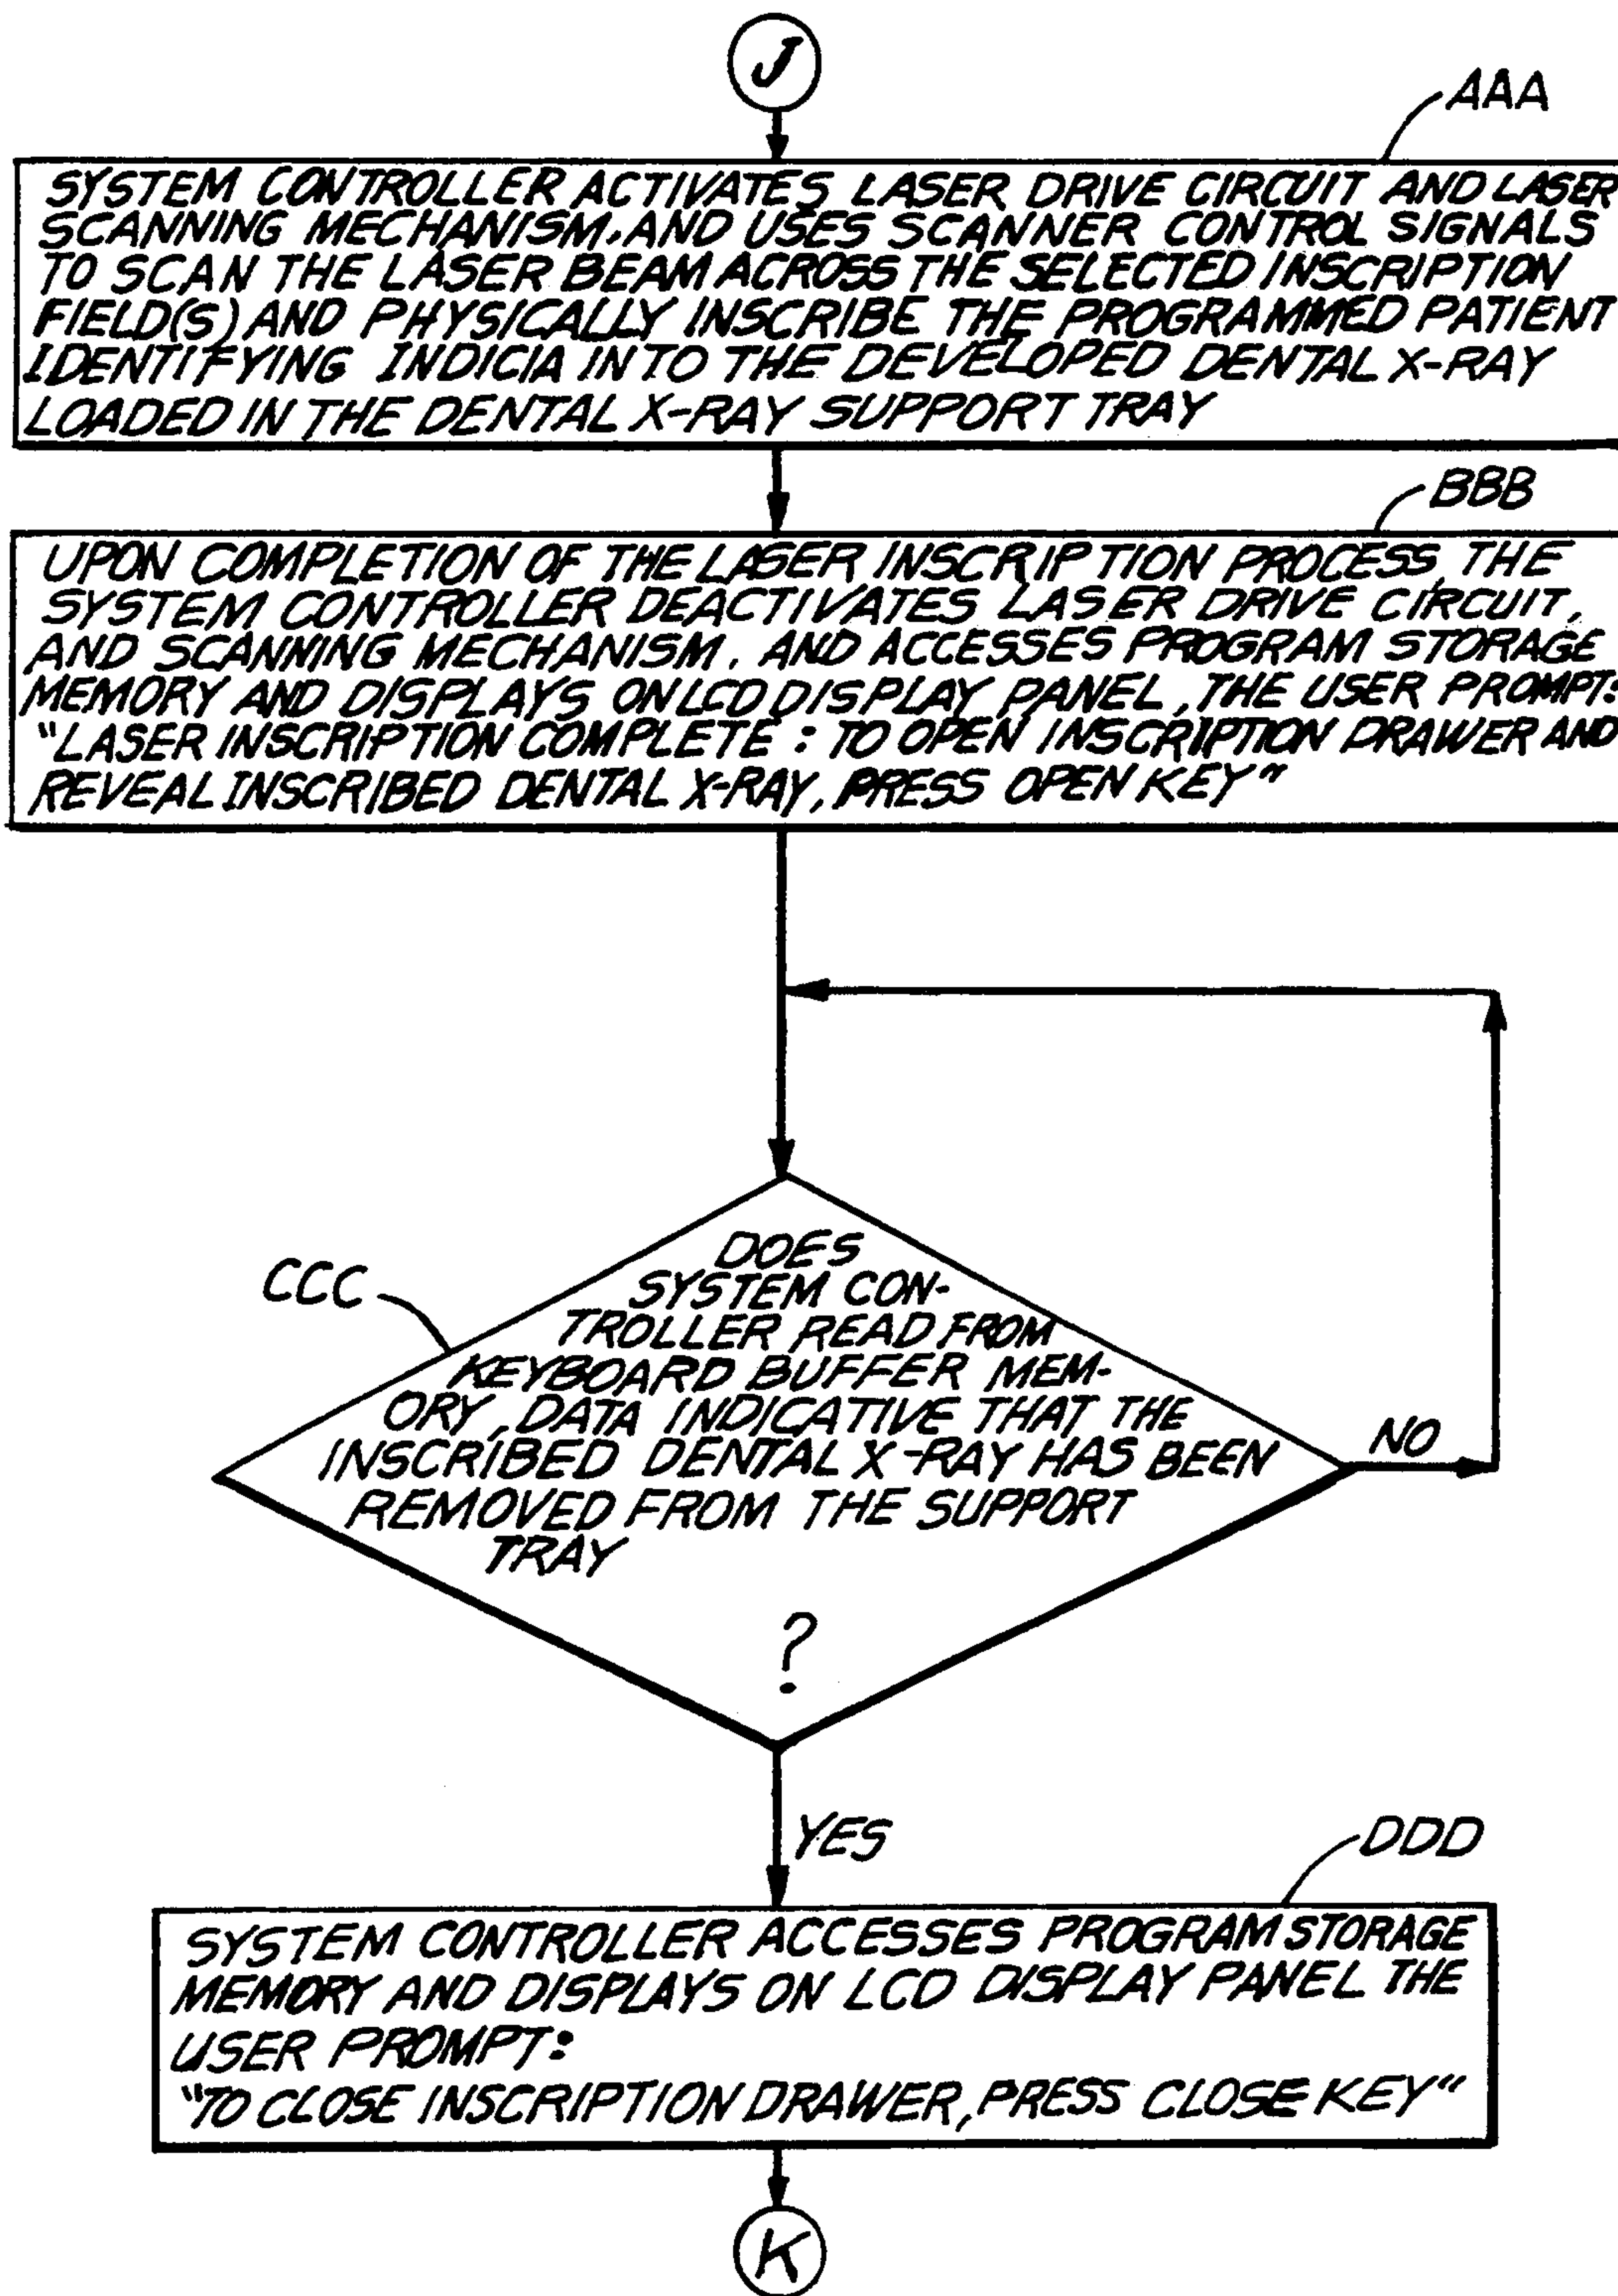 J
AAA
SYSTEM CONTROLLER ACTIVATES LASER DRIVE CIRCUIT AND LASER
SCANNING MECHANISM, AND USES SCANNER CONTROL SIGNALS
TO SCAN THE LASER BEAM ACROSS THE SELECTED INSCRIPTION
FIELD(S) AND PHYSICALLY INSCRIBE THE PROGRAMMED PATIENT
IDENTIFYING INDICIA INTO THE DEVELOPED DENTAL X-RAY
LOADED IN THE DENTAL X-RAY SUPPORT TRAY
BBB
UPON COMPLETION OF THE LASER INSCRIPTION PROCESS, THE
SYSTEM CONTROLLER DEACTIVATES LASER DRIVE CIRCUIT,
AND SCANNING MECHANISM, AND ACCESSES PROGRAM STORAGE
MEMORY AND DISPLAYS ON LCD DISPLAY PANEL, THE USER PROMPT:
"LASER INSCRIPTION COMPLETE : TO OPEN INSCRIPTION DRAWER AND
REVEAL INSCRIBED DENTAL X-RAY, PRESS OPEN KEY"
CCC
DOES
SYSTEM CON-
TROLLER READ FROM
KEYBOARD BUFFER MEM-
ORY, DATA INDICATIVE THAT THE
INSCRIBED DENTAL X-RAY HAS BEEN
REMOVED FROM THE SUPPORT
TRAY
?
NO
YES
DDD
SYSTEM CONTROLLER ACCESSES PROGRAM STORAGE
MEMORY AND DISPLAYS ON LCD DISPLAY PANEL THE
USER PROMPT:
"TO CLOSE INSCRIPTION DRAWER, PRESS CLOSE KEY"
K